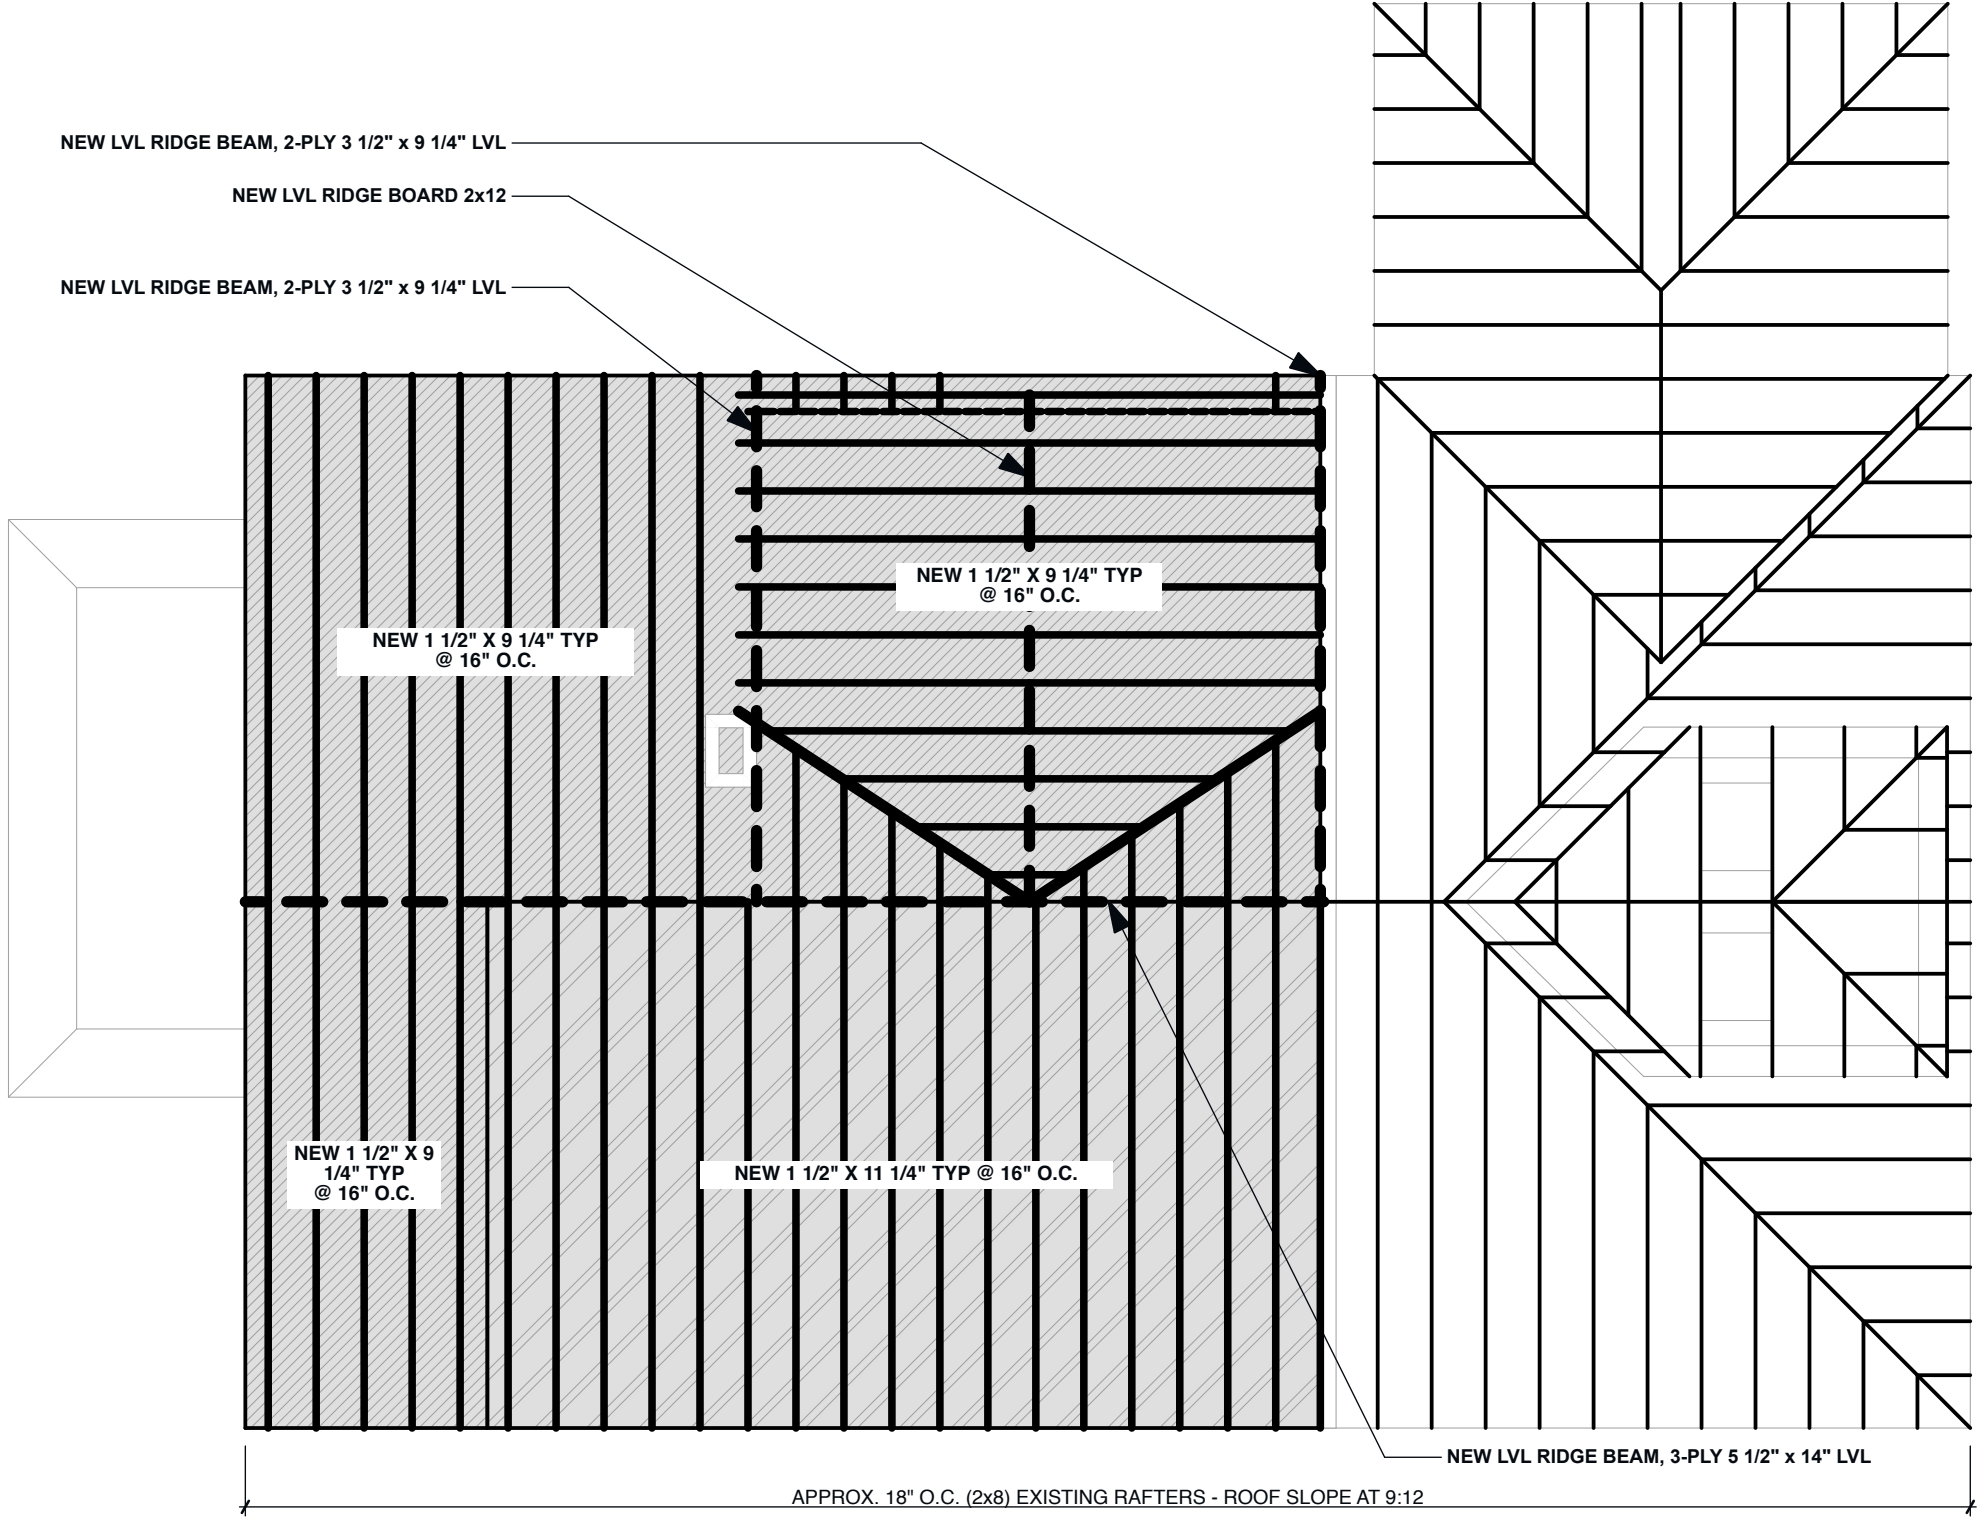 NEW LVL RIDGE BEAM, 2-PLY 3 1/2" x 9 1/4" LVL
NEW LVL RIDGE BOARD 2x12
NEW LVL RIDGE BEAM, 2-PLY 3 1/2" x 9 1/4" LVL
NEW 1 1/2" X 9 1/4" TYP
@ 16" O.C.
NEW 1 1/2" X 9 1/4" TYP
@ 16" O.C.
NEW 1 1/2" X 9
1/4" TYP
@ 16" O.C.
NEW 1 1/2" X 11 1/4" TYP @ 16" O.C.
NEW LVL RIDGE BEAM, 3-PLY 5 1/2" x 14" LVL
APPROX. 18" O.C. (2x8) EXISTING RAFTERS - ROOF SLOPE AT 9:12